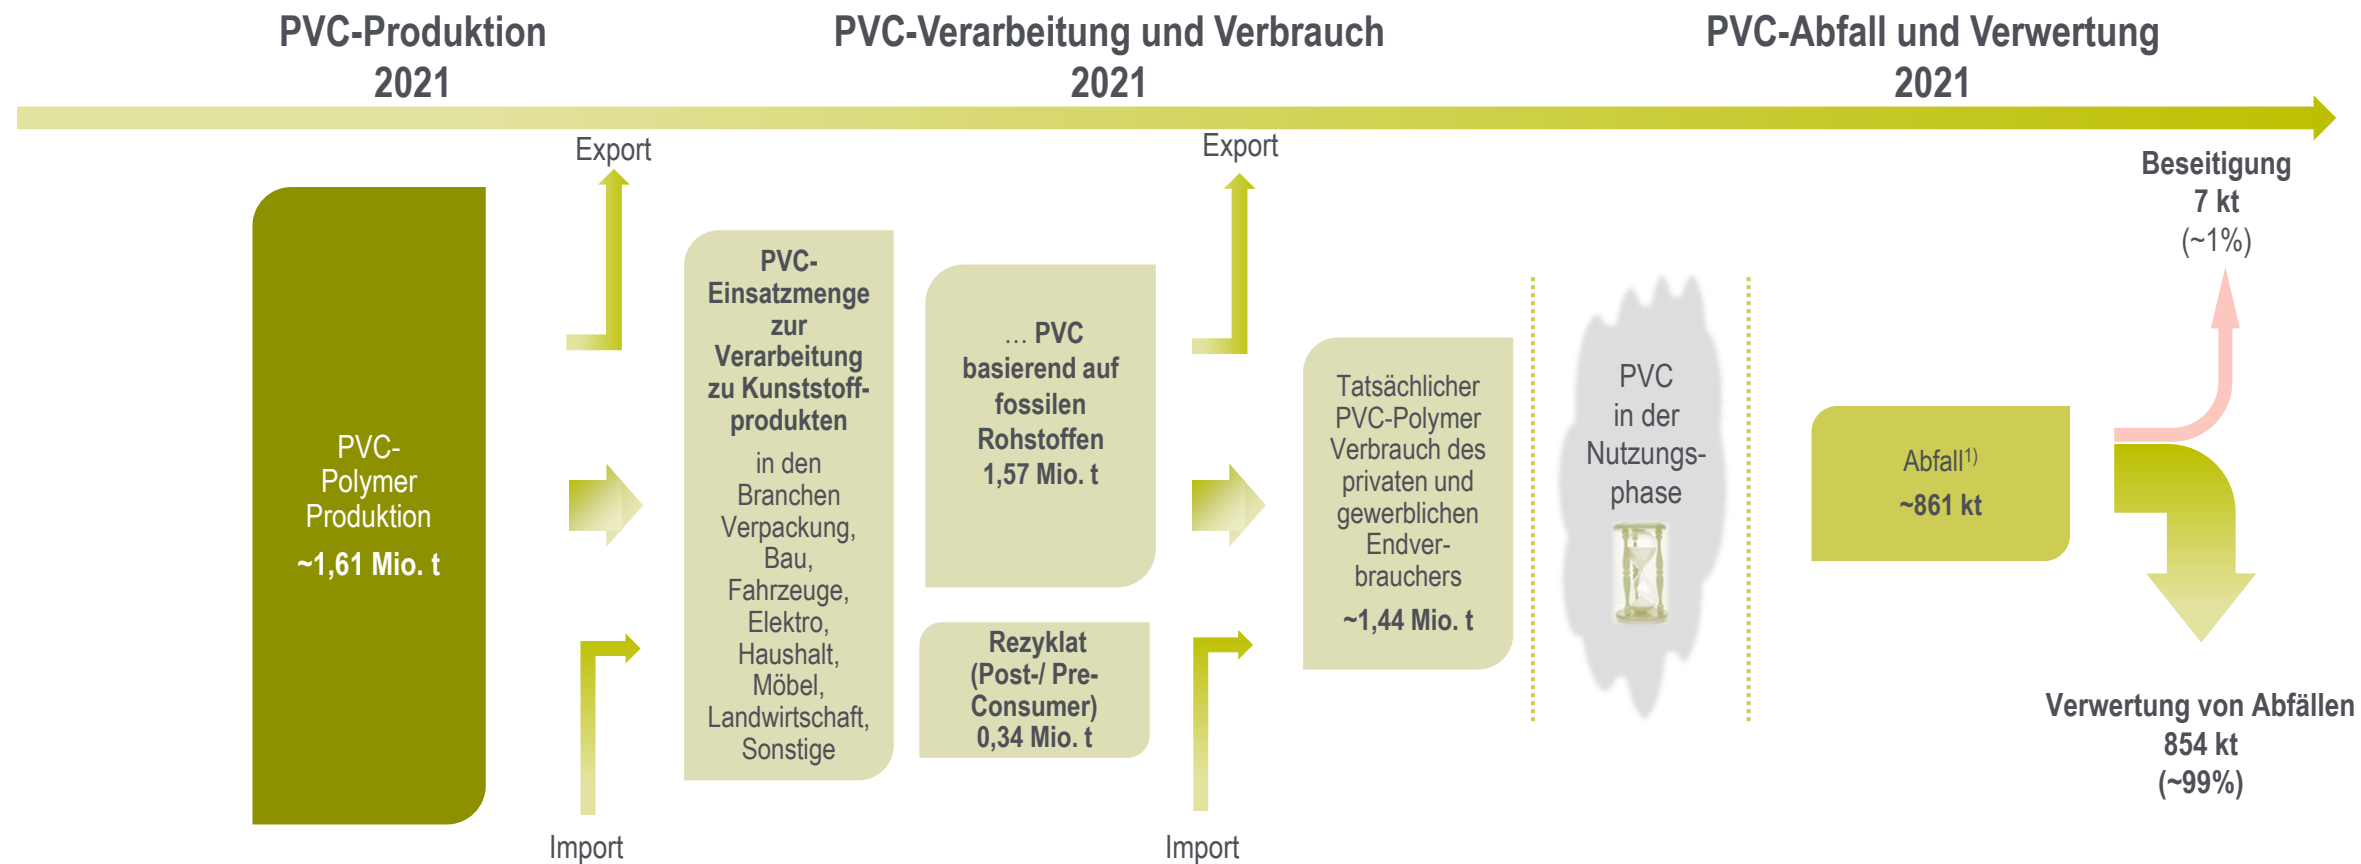 PVC-Produktion
2021
PVC-Verarbeitung und Verbrauch
2021
PVC-Abfall und Verwertung
2021
Export
Export
Beseitigung
7 kt
(~1%)
PVC-
Polymer
Produktion
~1,61 Mio. t
PVC-
Einsatzmenge
zur
Verarbeitung
zu Kunststoff-
produkten
in den
Branchen
Verpackung,
Bau,
Fahrzeuge,
Elektro,
Haushalt,
Möbel,
Landwirtschaft,
Sonstige
… PVC
basierend auf
fossilen
Rohstoffen
1,57 Mio. t
Rezyklat
(Post-/ Pre-
Consumer)
0,34 Mio. t
Tatsächlicher
PVC-Polymer
Verbrauch des
privaten und
gewerblichen
Endver-
brauchers
~1,44 Mio. t
PVC
in der
Nutzungs-
phase
Abfall1)
~861 kt
Verwertung von Abfällen
854 kt
(~99%)
Import
Import